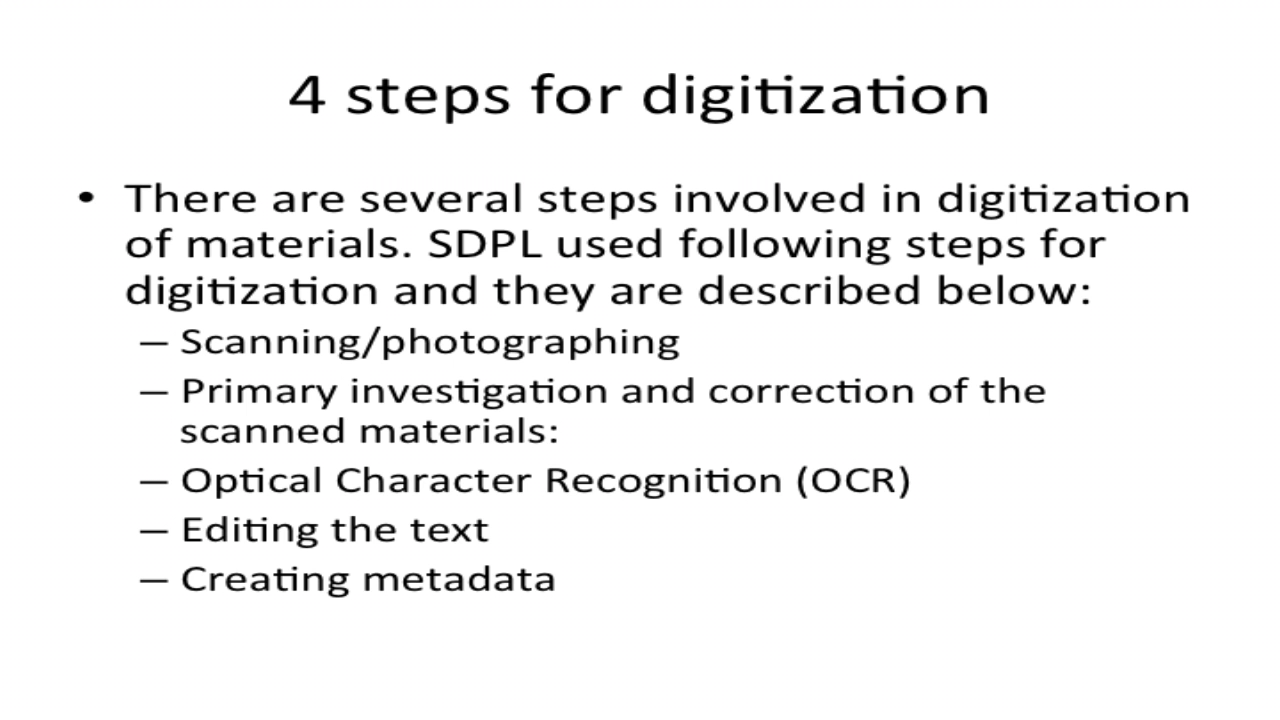 4 steps for digitization
• There are several steps involved in digitization
of materials. SDPL used following steps for
digitization and they are described below:
– Scanning/photographing
– Primary investigation and correction of the
scanned materials:
– Optical Character Recognition (OCR)
– Editing the text
– Creating metadata